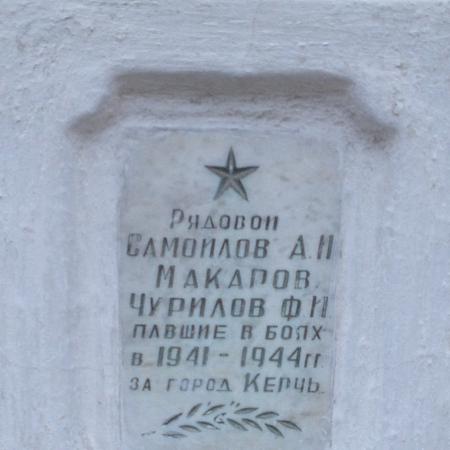 Рядовой
Самойлов А.И
Макаров.
Чурилов Ф.И
павшие в боях
в 1941 - 1944гг
за город Керчь.